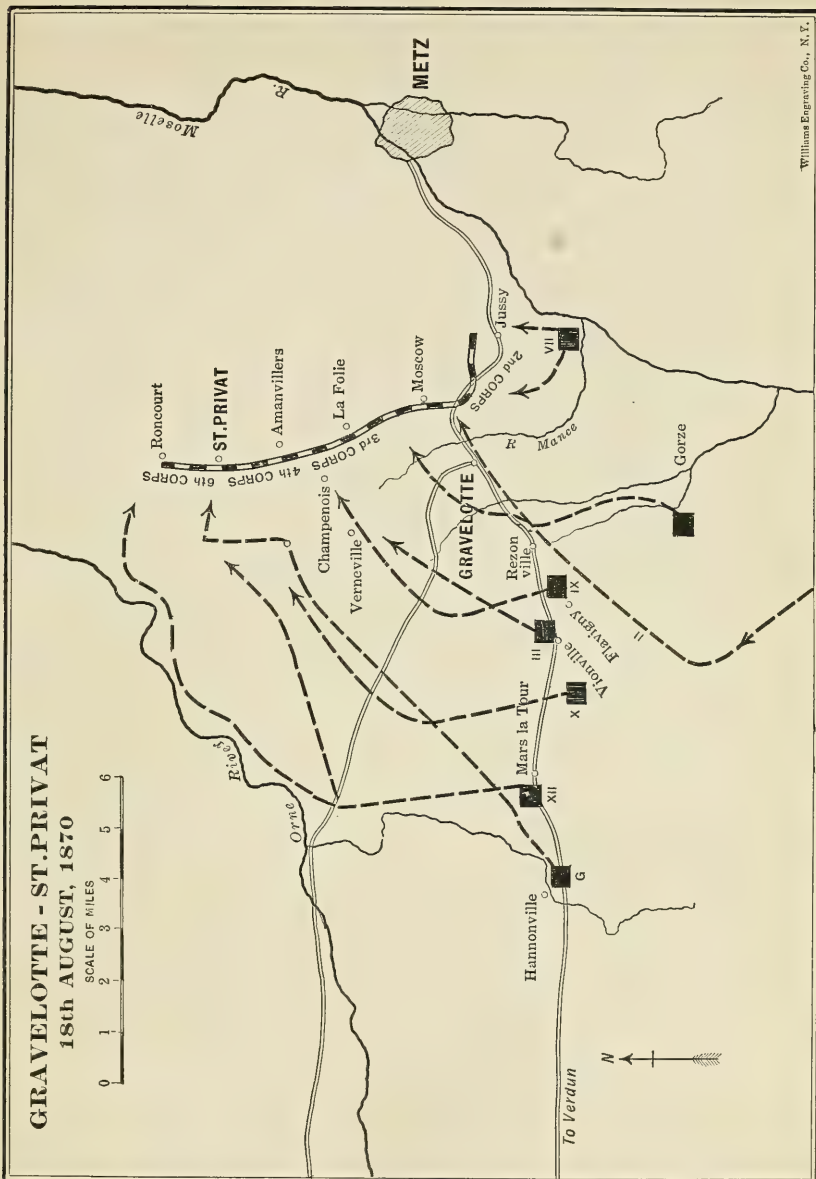 GRAVELOTTE - ST.PRIVAT
18th AUGUST, 1870
SCALE OF MILES
0 1 2 3 4 5 6
Moselle
R.
METZ
Roncourt
ST.PRIVAT
Amanvillers
La Folie
Moscow
Jussy
6th CORPS
4th CORPS
3rd CORPS
2nd CORPS
Champenois
Verneville
GRAVELOTTE
R
Mance
VII
Gorze
Rezon
ville
IX
Flavigny
III
Vionville
II
X
Mars la Tour
XII
G
Hannonville
Orne
River
N
To Verdun
Williams Engraving Co., N.Y.